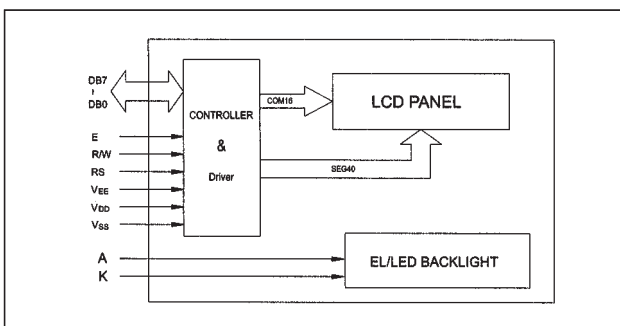 DB7
~
DB0
E
R/W
RS
VEE
VDD
VSS
A
K
CONTROLLER
&
Driver
COM16
SEG40
LCD PANEL
EL/LED BACKLIGHT